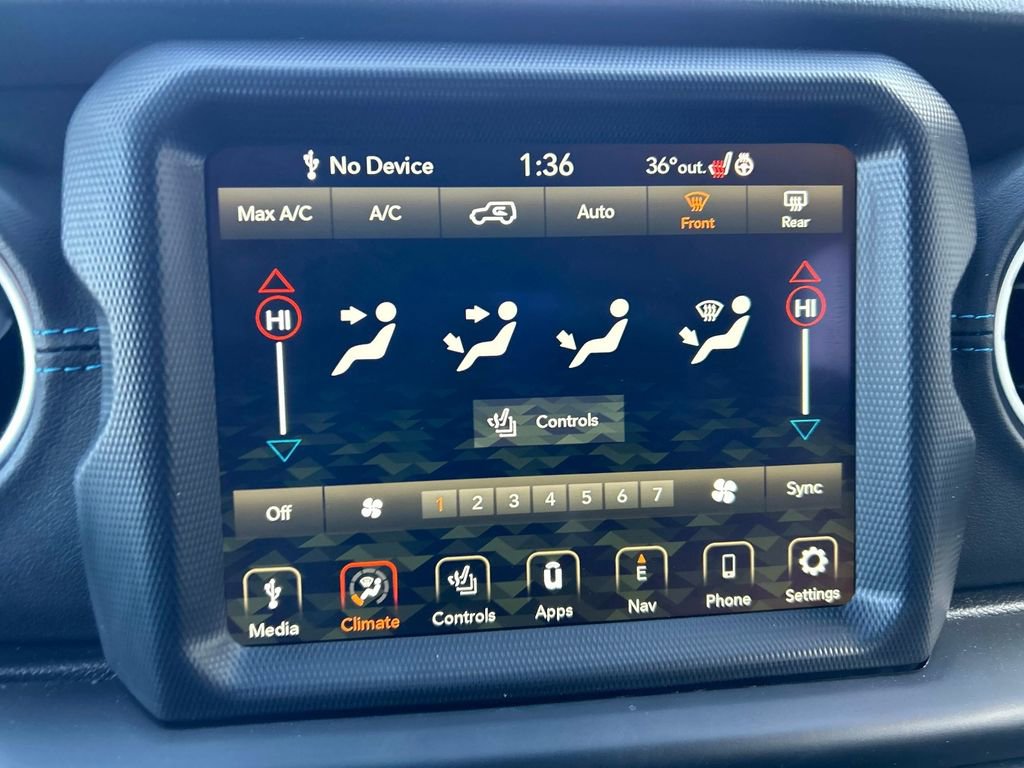 No Device 1:36 36°out.
Max A/C A/C Auto Front Rear
HI HI
Controls
Off 1 2 3 4 5 6 7 Sync
E
Media Climate Controls Apps Nav Phone Settings